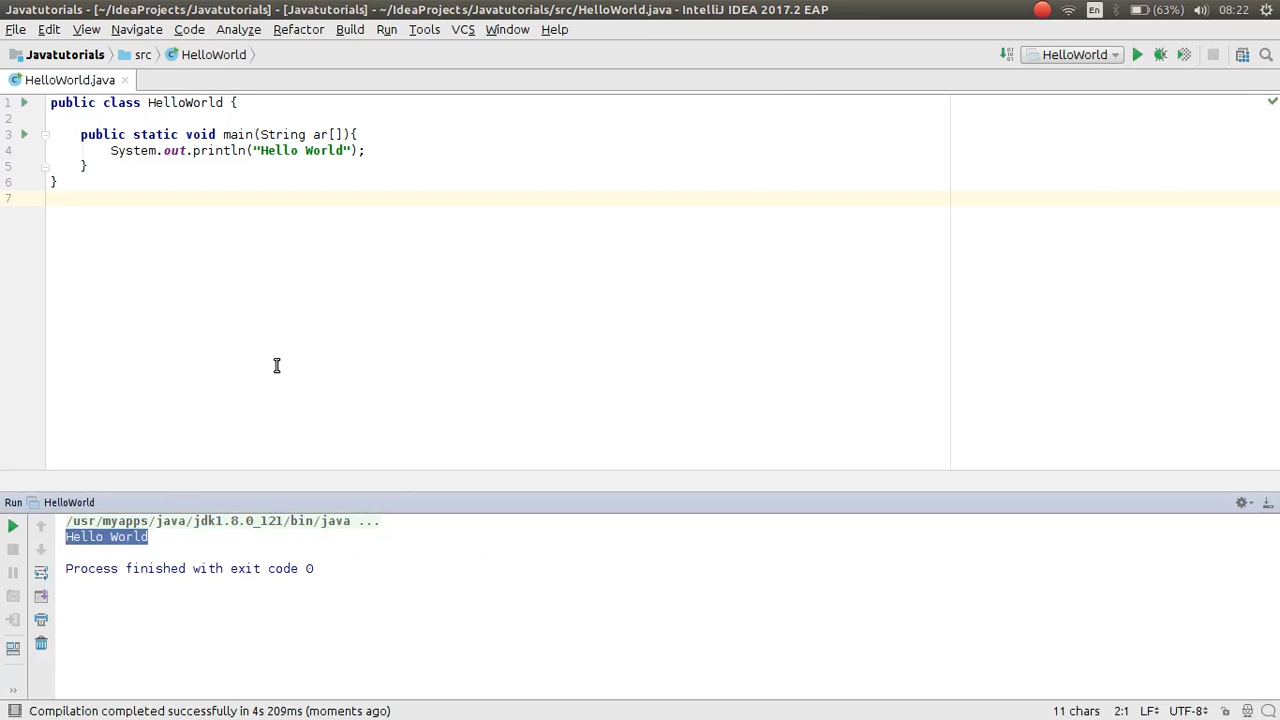 Javatutorials - [~/IdeaProjects/Javatutorials] - [Javatutorials] - ~/IdeaProjects/Javatutorials/src/HelloWorld.java - IntelliJ IDEA 2017.2 EAP En (63%) 08:22
File Edit View Navigate Code Analyze Refactor Build Run Tools VCS Window Help
Javatutorials src HelloWorld HelloWorld
HelloWorld.java
1 public class HelloWorld {
2
3 public static void main(String ar[]){
4 System.out.println("Hello World");
5 }
6 }
7
Run HelloWorld
/usr/myapps/java/jdk1.8.0_121/bin/java ...
Hello World
Process finished with exit code 0
Compilation completed successfully in 4s 209ms (moments ago) 11 chars 2:1 LF UTF-8